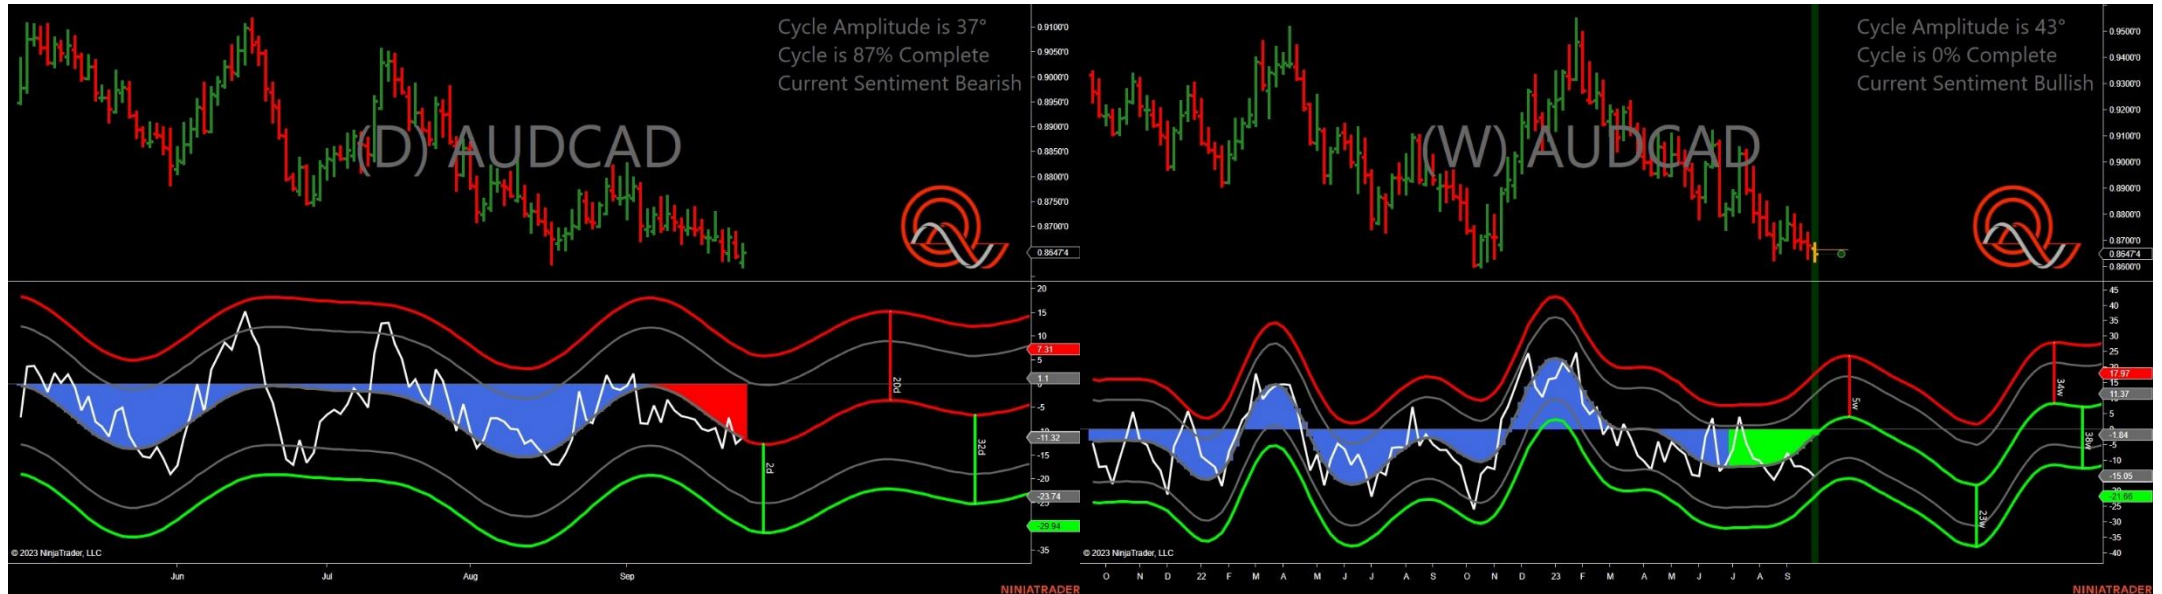 Cycle Amplitude is 37°
Cycle is 87% Complete
Current Sentiment Bearish
(D) AUDCAD
0.9100'0
0.9050'0
0.9000'0
0.8950'0
0.8900'0
0.8850'0
0.8800'0
0.8750'0
0.8700'0
0.8647'4
20
15
10
7.31
5
1.1
0
-5
-11.32
-15
-20
-23.74
-29.94
-35
20d
2d
32d
© 2023 NinjaTrader, LLC
Jun
Jul
Aug
Sep
NINJATRADER
Cycle Amplitude is 43°
Cycle is 0% Complete
Current Sentiment Bullish
(W) AUDCAD
0.9500'0
0.9400'0
0.9300'0
0.9200'0
0.9100'0
0.9000'0
0.8900'0
0.8800'0
0.8700'0
0.8647'4
0.8600'0
45
40
35
30
25
20
17.97
15
11.37
5
0
-1.84
-5
-10
-15.05
-21.66
-25
-30
-35
-40
5w
34w
38w
23w
© 2023 NinjaTrader, LLC
O N D 22 F M A M J J A S O N D 23 F M A M J J A S
NINJATRADER